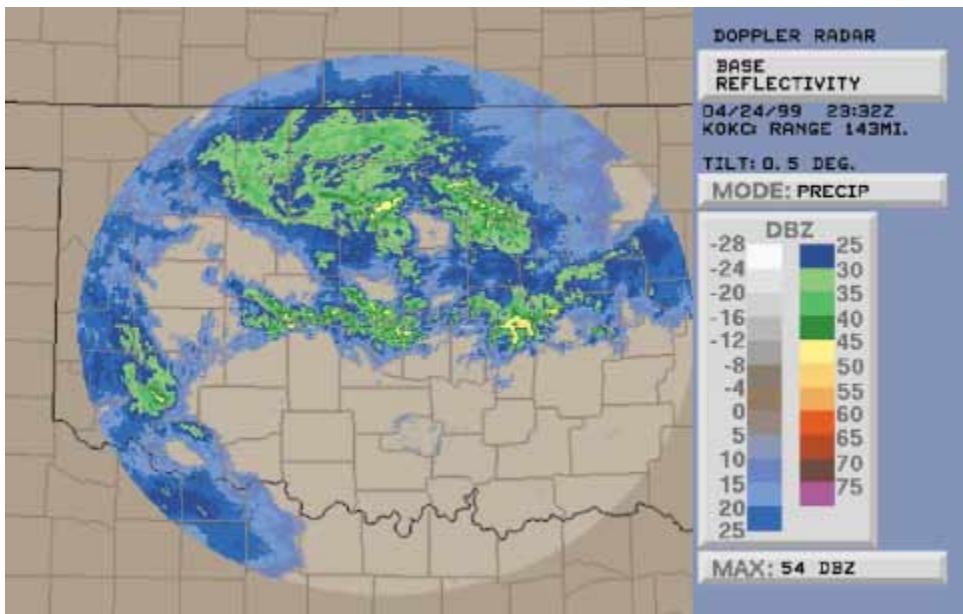 DOPPLER RADAR
BASE
REFLECTIVITY
04/24/99 23:32Z
KOKC: RANGE 143MI.
TILT: 0.5 DEG.
MODE: PRECIP
DBZ
-28 25
-24 30
-20 35
-16 40
-12 45
-8 50
-4 55
0 60
5 65
10 70
15 75
20
25
MAX: 54 DBZ